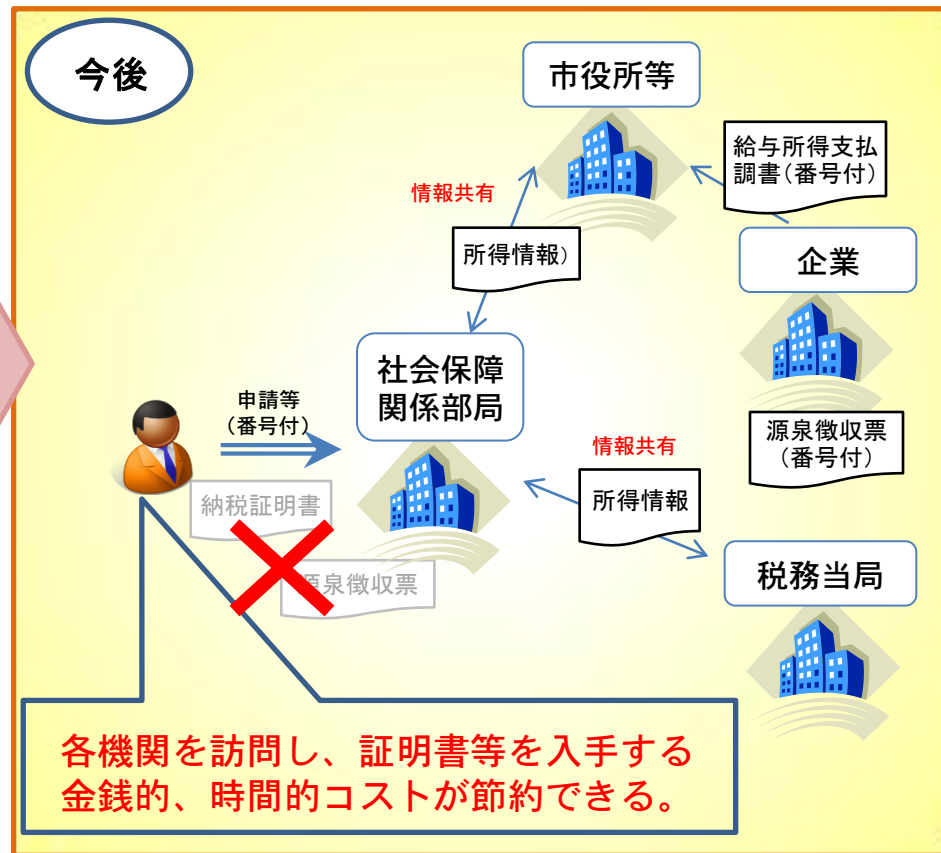 今後
市役所等
給与所得支払
調書(番号付)
情報共有
所得情報）
企業
社会保障
関係部局
申請等
(番号付)
源泉徴収票
(番号付)
情報共有
所得情報
納税証明書
源泉徴収票
税務当局
各機関を訪問し、証明書等を入手する
金銭的、時間的コストが節約できる。